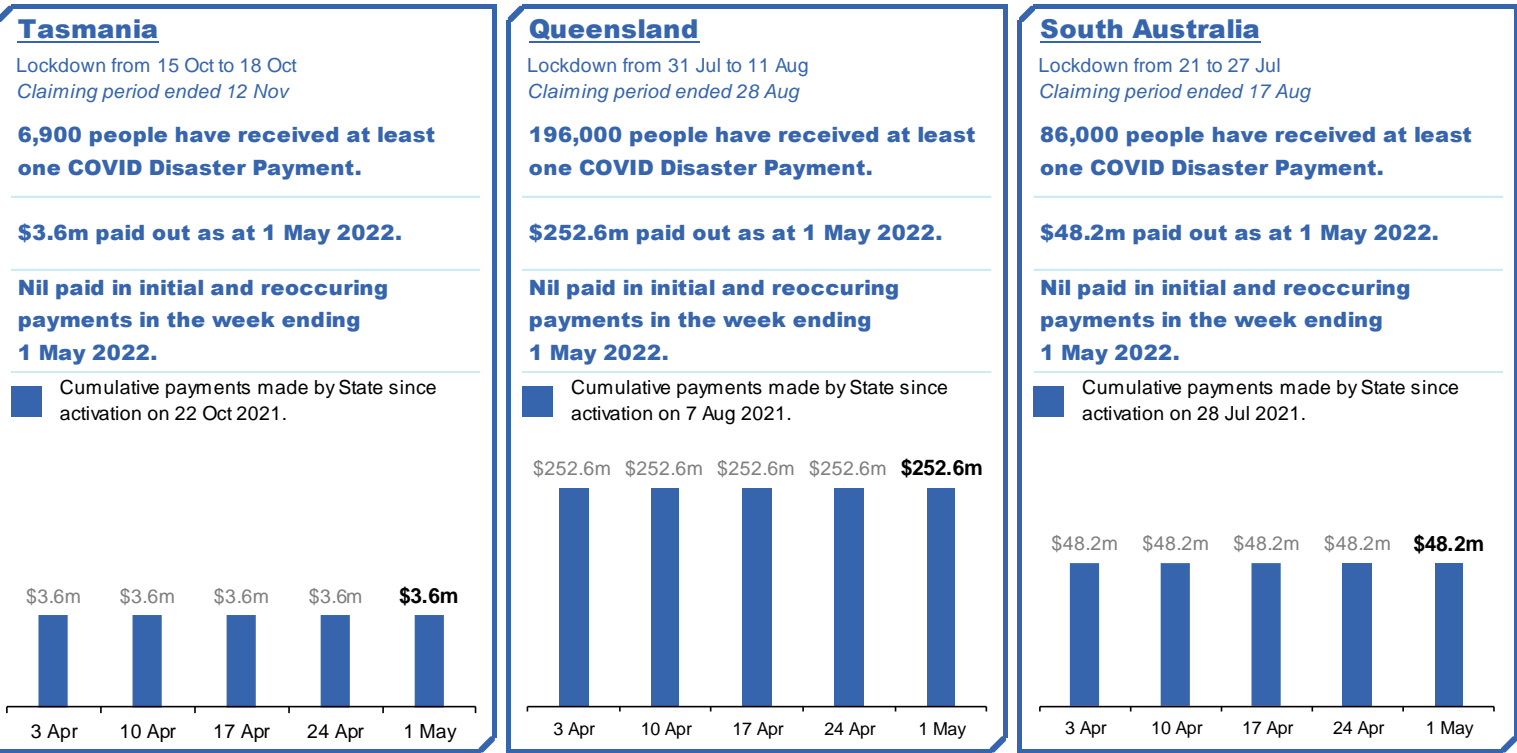 Tasmania
Lockdown from 15 Oct to 18 Oct
Claiming period ended 12 Nov
6,900 people have received at least
one COVID Disaster Payment.
$3.6m paid out as at 1 May 2022.
Nil paid in initial and reoccuring
payments in the week ending
1 May 2022.
Cumulative payments made by State since
activation on 22 Oct 2021.
$3.6m $3.6m $3.6m $3.6m $3.6m
3 Apr 10 Apr 17 Apr 24 Apr 1 May
Queensland
Lockdown from 31 Jul to 11 Aug
Claiming period ended 28 Aug
196,000 people have received at least
one COVID Disaster Payment.
$252.6m paid out as at 1 May 2022.
Nil paid in initial and reoccuring
payments in the week ending
1 May 2022.
Cumulative payments made by State since
activation on 7 Aug 2021.
$252.6m $252.6m $252.6m $252.6m $252.6m
3 Apr 10 Apr 17 Apr 24 Apr 1 May
South Australia
Lockdown from 21 to 27 Jul
Claiming period ended 17 Aug
86,000 people have received at least
one COVID Disaster Payment.
$48.2m paid out as at 1 May 2022.
Nil paid in initial and reoccuring
payments in the week ending
1 May 2022.
Cumulative payments made by State since
activation on 28 Jul 2021.
$48.2m $48.2m $48.2m $48.2m $48.2m
3 Apr 10 Apr 17 Apr 24 Apr 1 May